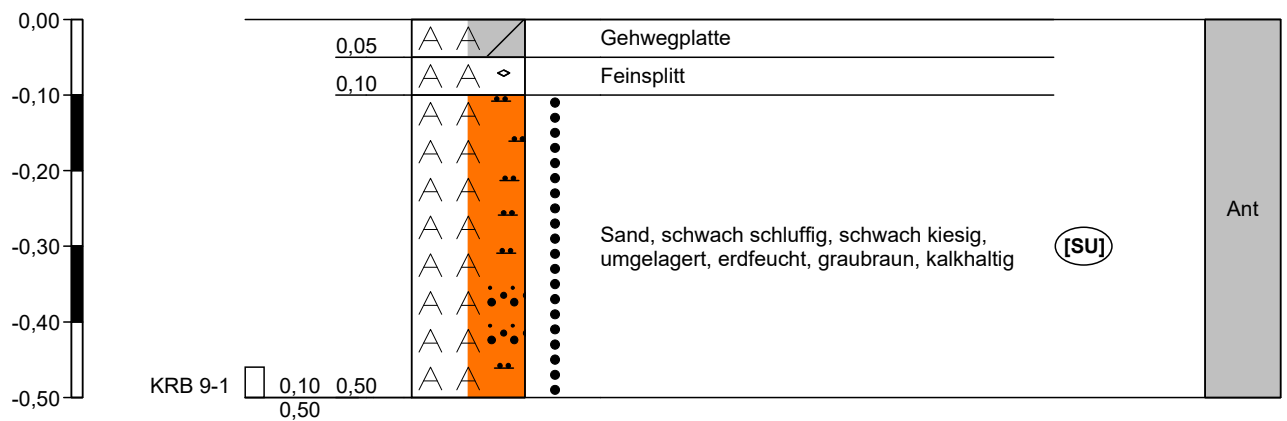 0,00
0,05 A A Gehwegplatte
0,10 A A Feinsplitt
-0,10
A A
A A
-0,20
A A
Ant
A A
-0,30
Sand, schwach schluffig, schwach kiesig,
umgelagert, erdfeucht, graubraun, kalkhaltig
[SU]
A A
A A
-0,40
A A
A A
KRB 9-1 0,10 0,50
-0,50
0,50